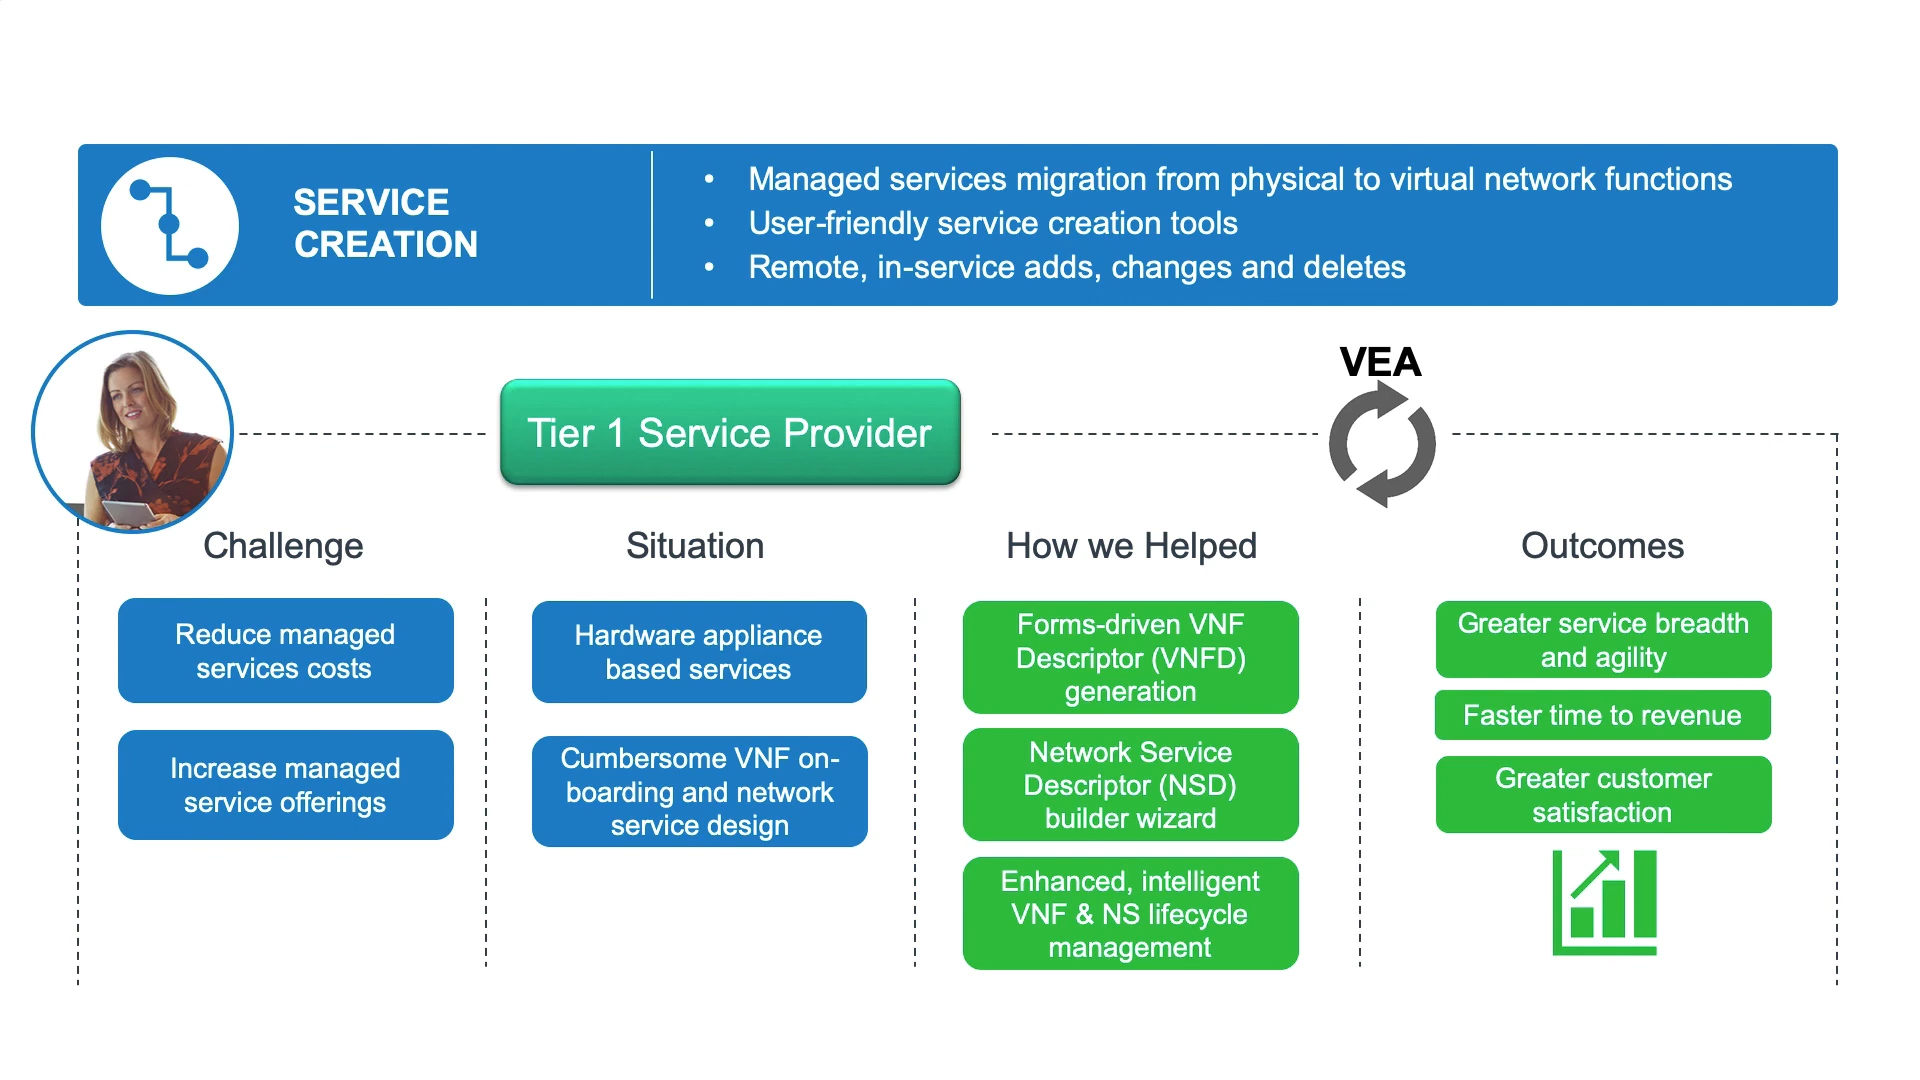 SERVICE
CREATION
• Managed services migration from physical to virtual network functions
• User-friendly service creation tools
• Remote, in-service adds, changes and deletes
VEA
Tier 1 Service Provider
Challenge
Reduce managed
services costs
Increase managed
service offerings
Situation
Hardware appliance
based services
Cumbersome VNF on-
boarding and network
service design
How we Helped
Forms-driven VNF
Descriptor (VNFD)
generation
Network Service
Descriptor (NSD)
builder wizard
Enhanced, intelligent
VNF & NS lifecycle
management
Outcomes
Greater service breadth
and agility
Faster time to revenue
Greater customer
satisfaction